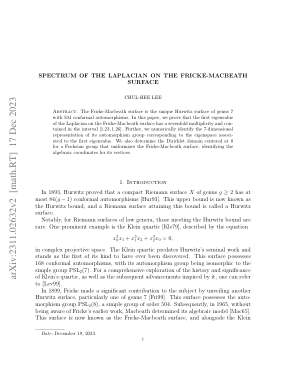 SPECTRUM OF THE LAPLACIAN ON THE FRICKE-MACBEATH
SURFACE
CHUL-HEE LEE
Abstract. The Fricke-Macbeath surface is the unique Hurwitz surface of genus 7
with 504 conformal automorphisms. In this paper, we prove that the first eigenvalue
of the Laplacian on the Fricke-Macbeath surface has a sevenfold multiplicity and con-
tained in the interval [1.23, 1.26]. Further, we numerically identify the 7-dimensional
representation of its automorphism group corresponding to the eigenspace associated
to the first eigenvalue. We also determine the Dirichlet domain centered at 0
for a Fuchsian group that uniformizes the Fricke-Macbeath surface, identifying the
algebraic coordinates for its vertices.
1. Introduction
In 1893, Hurwitz proved that a compact Riemann surface X of genus g ≥ 2 has at
most 84(g − 1) conformal automorphisms [Hur93]. This upper bound is now known as
the Hurwitz bound, and a Riemann surface attaining this bound is called a Hurwitz
surface.
Notably, for Riemann surfaces of low genera, those meeting the Hurwitz bound are
rare. One prominent example is the Klein quartic [Kle79], described by the equation
in complex projective space. The Klein quartic predates Hurwitz's seminal work and
stands as the first of its kind to have ever been discovered. This surface possesses
168 conformal automorphisms, with its automorphism group being isomorphic to the
simple group PSL₂(7). For a comprehensive exploration of the history and significance
of Klein's quartic, as well as the subsequent advancements inspired by it, one can refer
to [Lev99].
In 1899, Fricke made a significant contribution to the subject by unveiling another
Hurwitz surface, particularly one of genus 7 [Fri99]. This surface possesses the auto-
morphism group PSL₂(8), a simple group of order 504. Subsequently, in 1965, without
being aware of Fricke's earlier work, Macbeath determined its algebraic model [Mac65].
This surface is now known as the Fricke-Macbeath surface, and alongside the Klein
Date: December 19, 2023.
1
arXiv:2311.02632v2 [math.RT] 17 Dec 2023